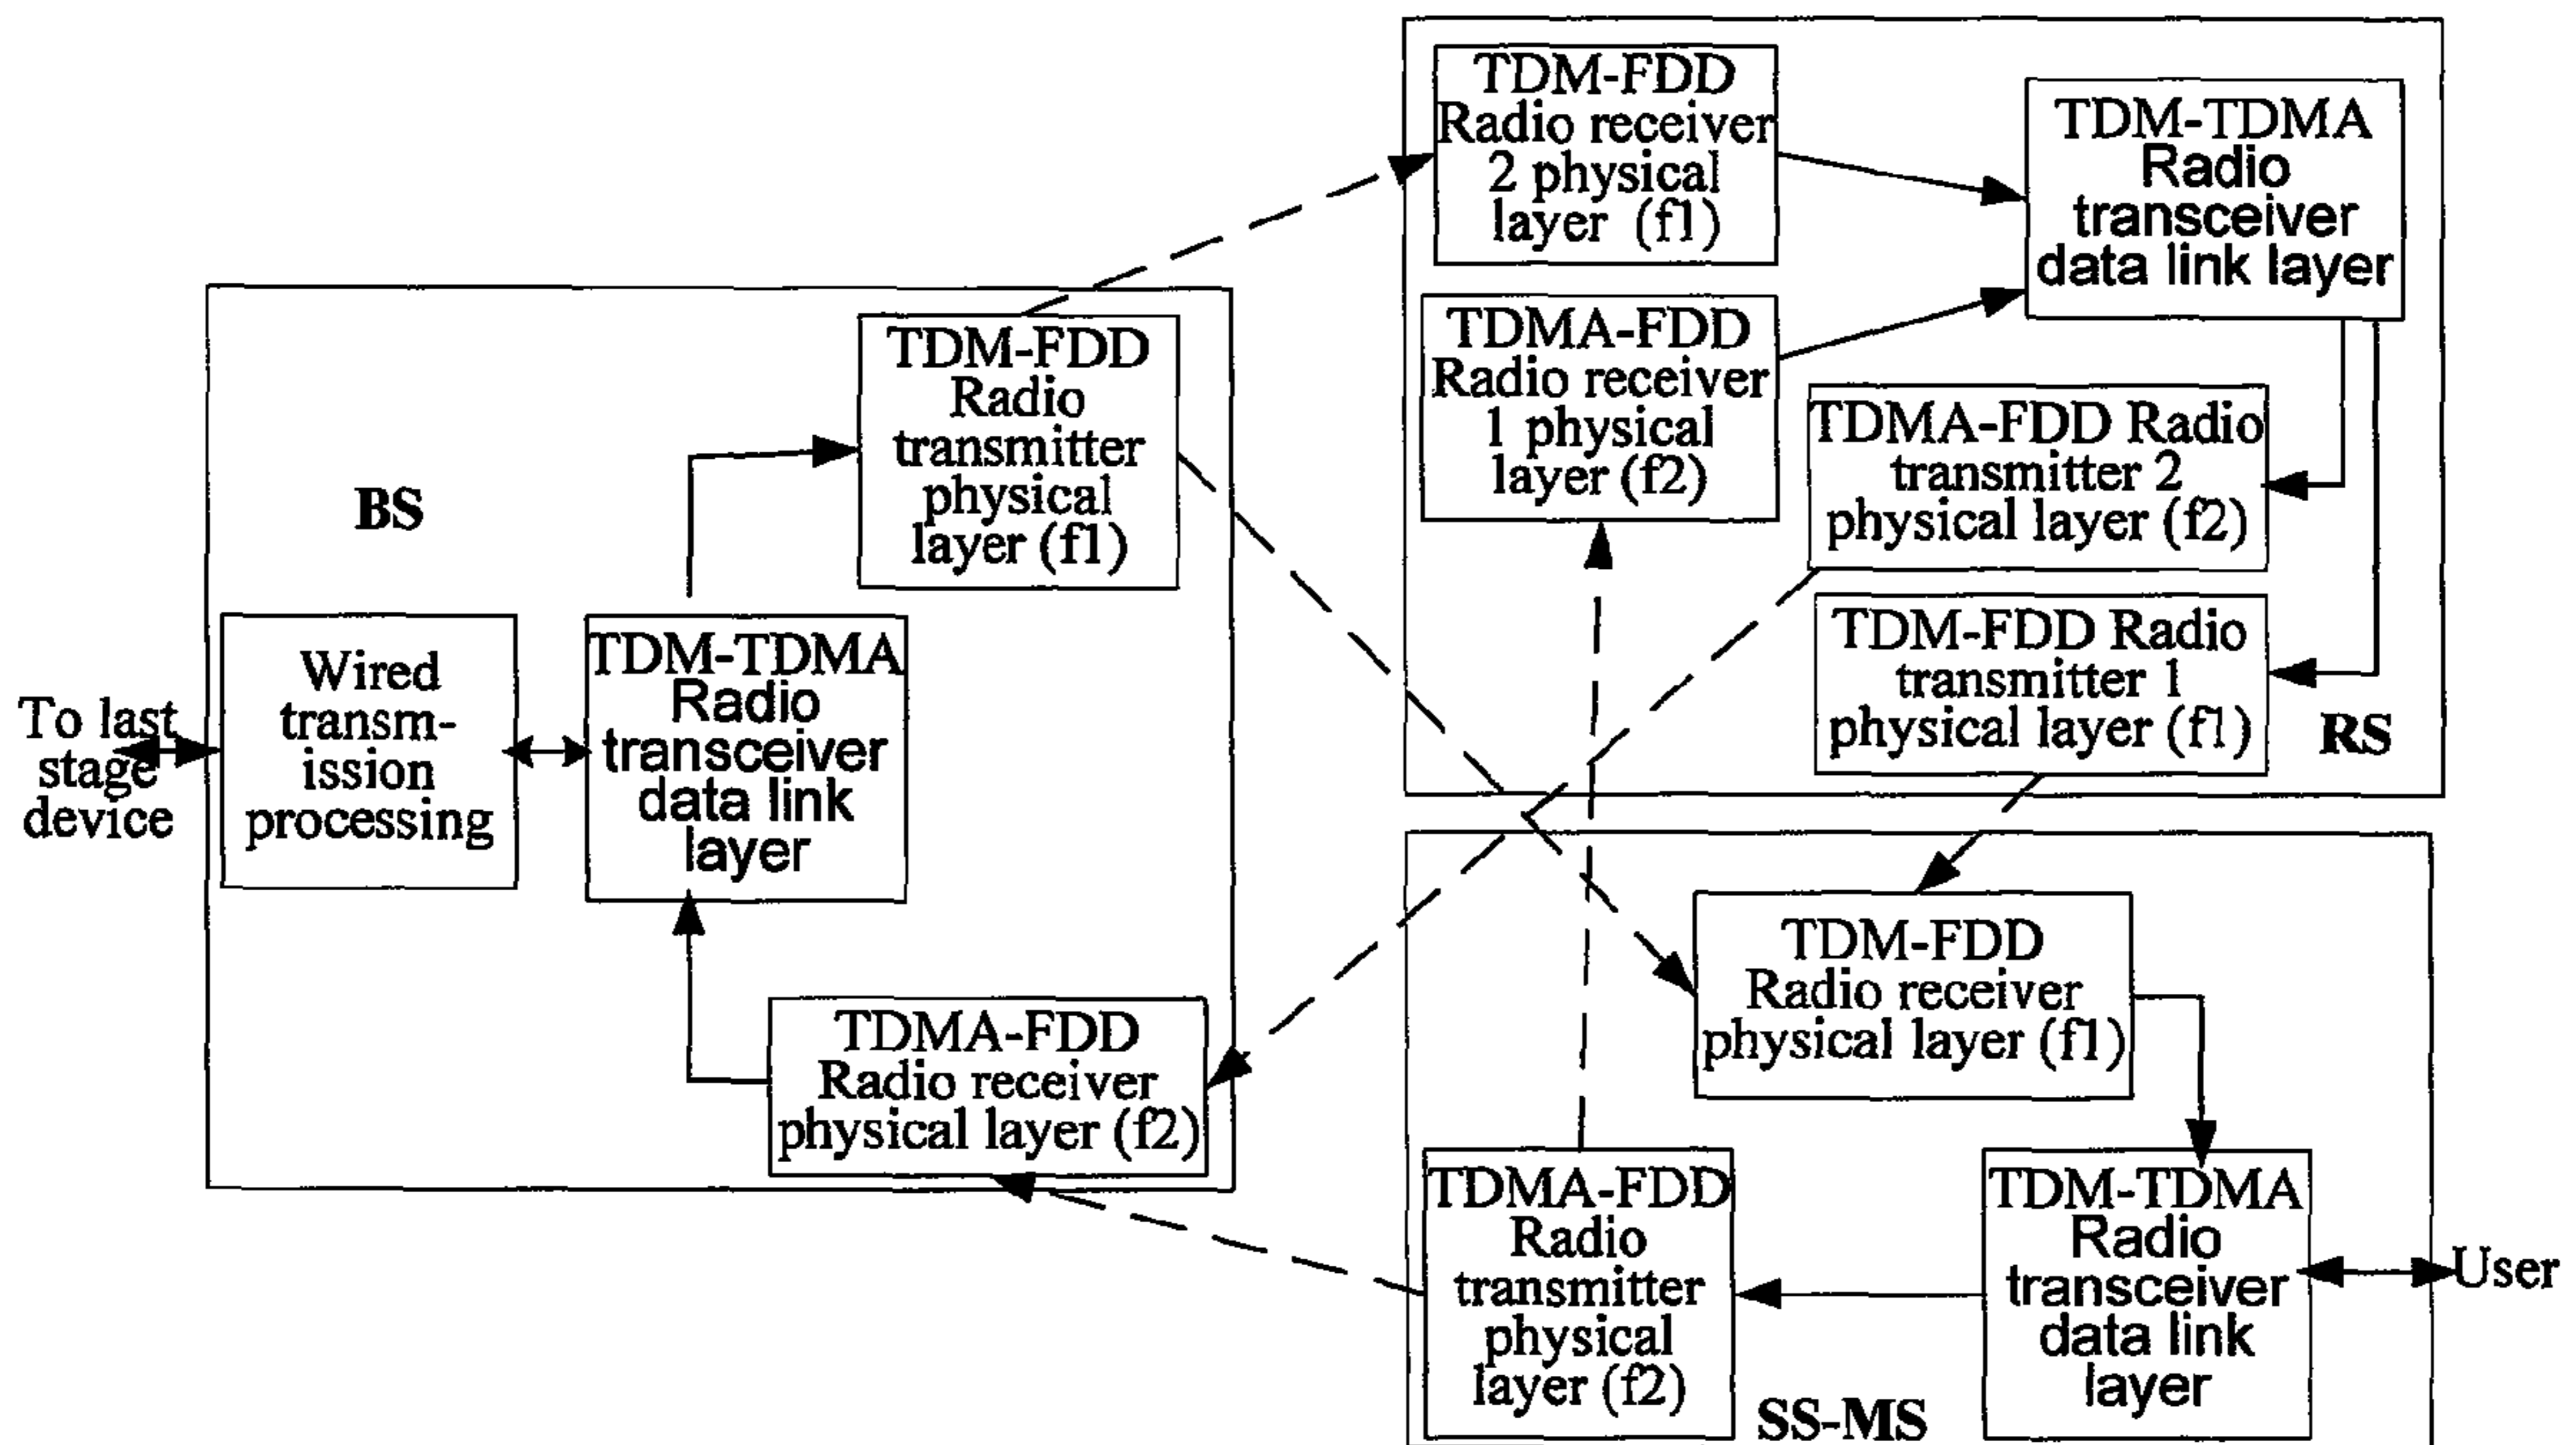 To last
stage
device
BS
Wired
transm-
ission
processing
TDM-TDMA
Radio
transceiver
data link
layer
TDM-FDD
Radio
transmitter
physical
layer (f1)
TDMA-FDD
Radio receiver
physical layer (f2)
TDM-FDD
Radio receiver
2 physical
layer (f1)
TDMA-FDD
Radio receiver
1 physical
layer (f2)
TDM-TDMA
Radio
transceiver
data link layer
TDMA-FDD Radio
transmitter 2
physical layer (f2)
TDM-FDD Radio
transmitter 1
physical layer (f1)
RS
TDM-FDD
Radio receiver
physical layer (f1)
TDMA-FDD
Radio
transmitter
physical
layer (f2)
SS-MS
TDM-TDMA
Radio
transceiver
data link
layer
User